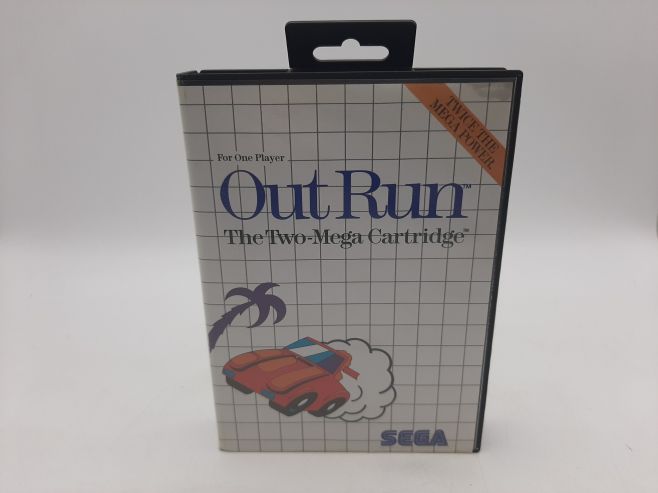 TWICE THE
MEGA POWER.
For One Player
Out Run™
The Two-Mega Cartridge™
SEGA